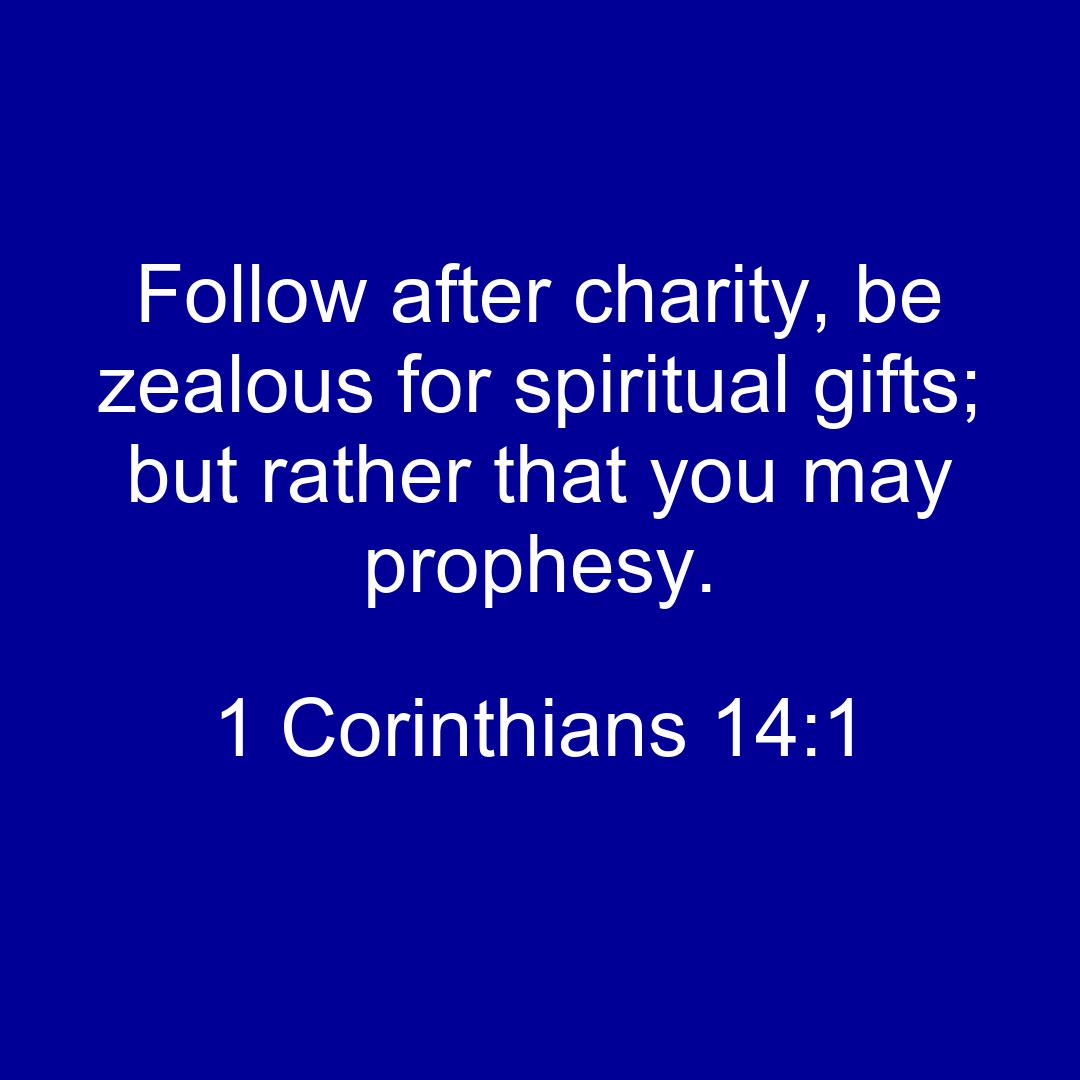 Follow after charity, be
zealous for spiritual gifts;
but rather that you may
prophesy.
1 Corinthians 14:1